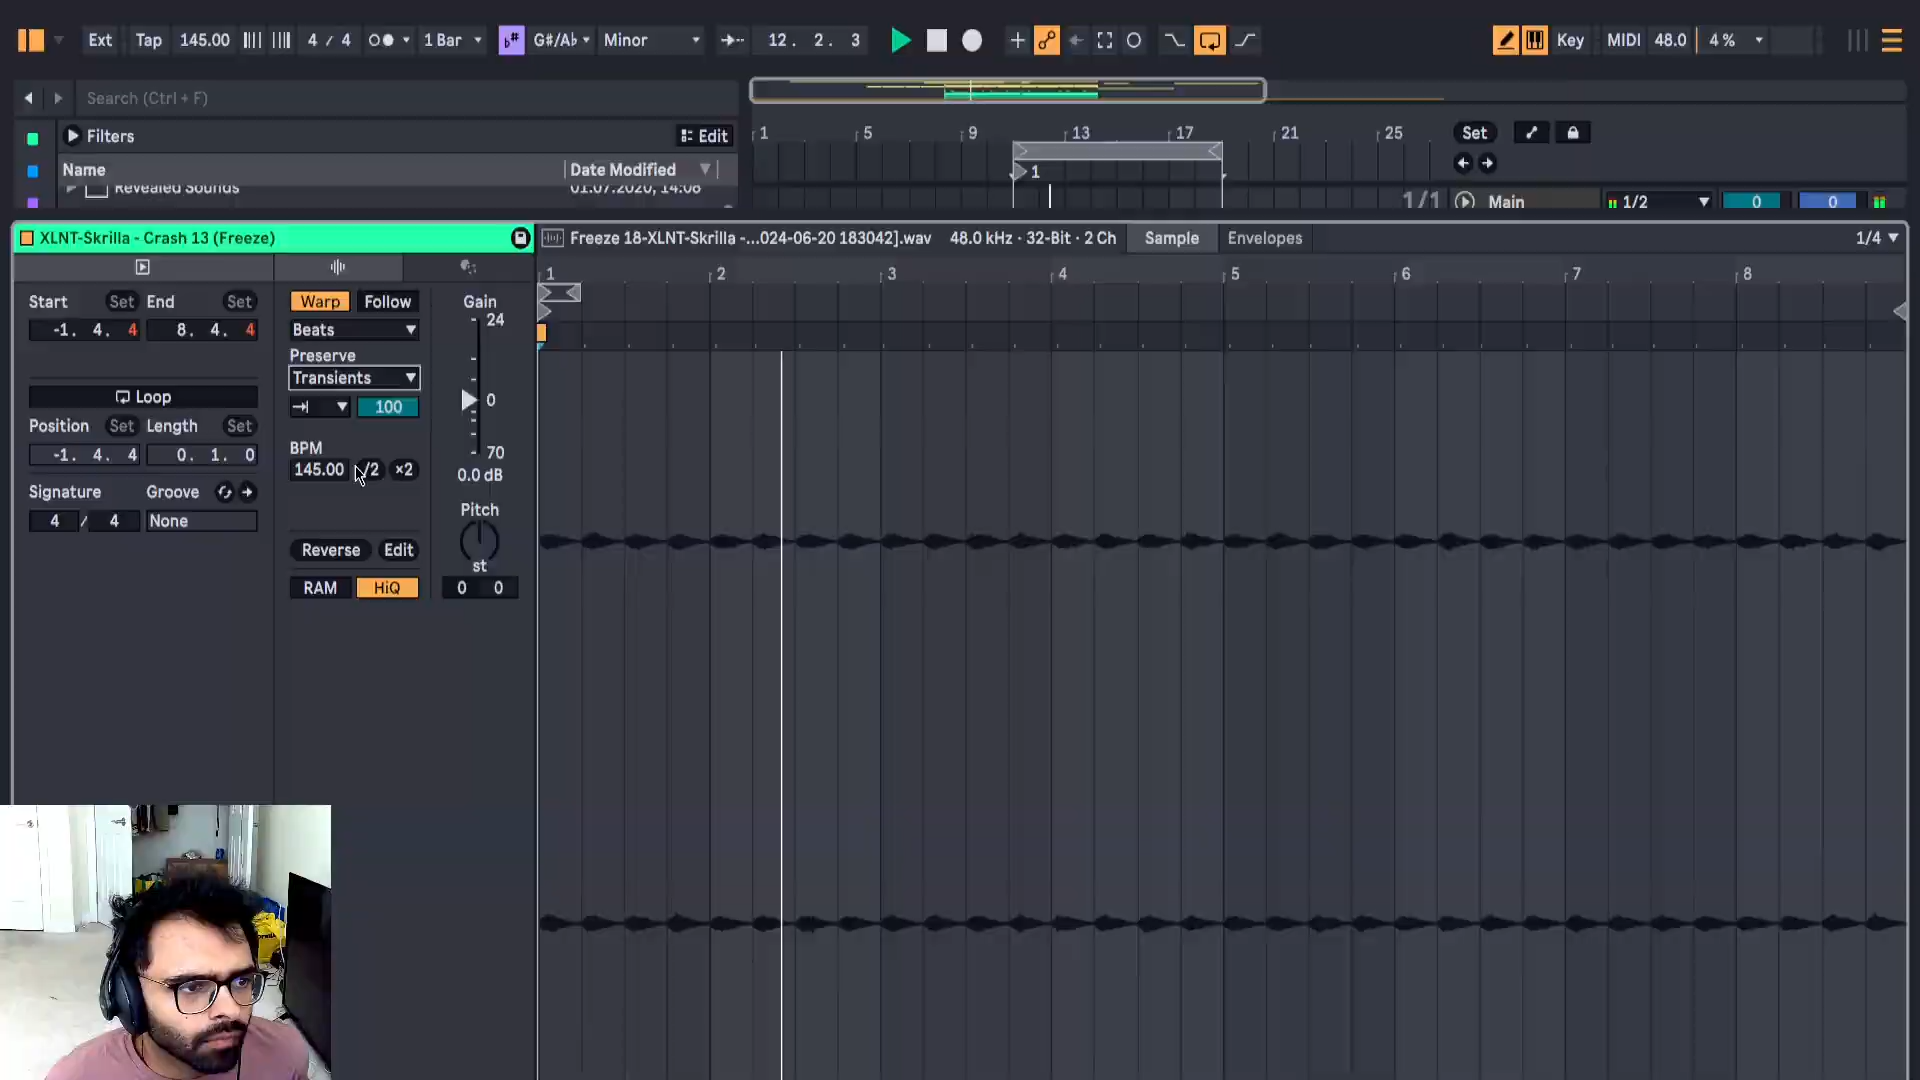 Ext Tap 145.00 4 / 4 1 Bar G#/A♭ Minor 12. 2. 3 Key MIDI 48.0 4 %
Search (Ctrl + F)
Filters Edit
Name Date Modified
Revealed Sounds 01.07.2020, 14:08
1 5 9 13 17 21 25 Set
1
1/1 Main 1/2 0 0
XLNT-Skrilla - Crash 13 (Freeze)
Freeze 18-XLNT-Skrilla -...024-06-20 183042].wav 48.0 kHz · 32-Bit · 2 Ch Sample Envelopes 1/4
1 2 3 4 5 6 7 8
Start Set End Set
-1. 4. 4 8. 4. 4
Loop
Position Set Length Set
-1. 4. 4 0. 1. 0
Signature Groove
4 / 4 None
Warp Follow
Beats
Preserve
Transients
100
BPM
145.00 /2 ×2
Reverse Edit
RAM HiQ
Gain
24
0
70
0.0 dB
Pitch
st
0 0